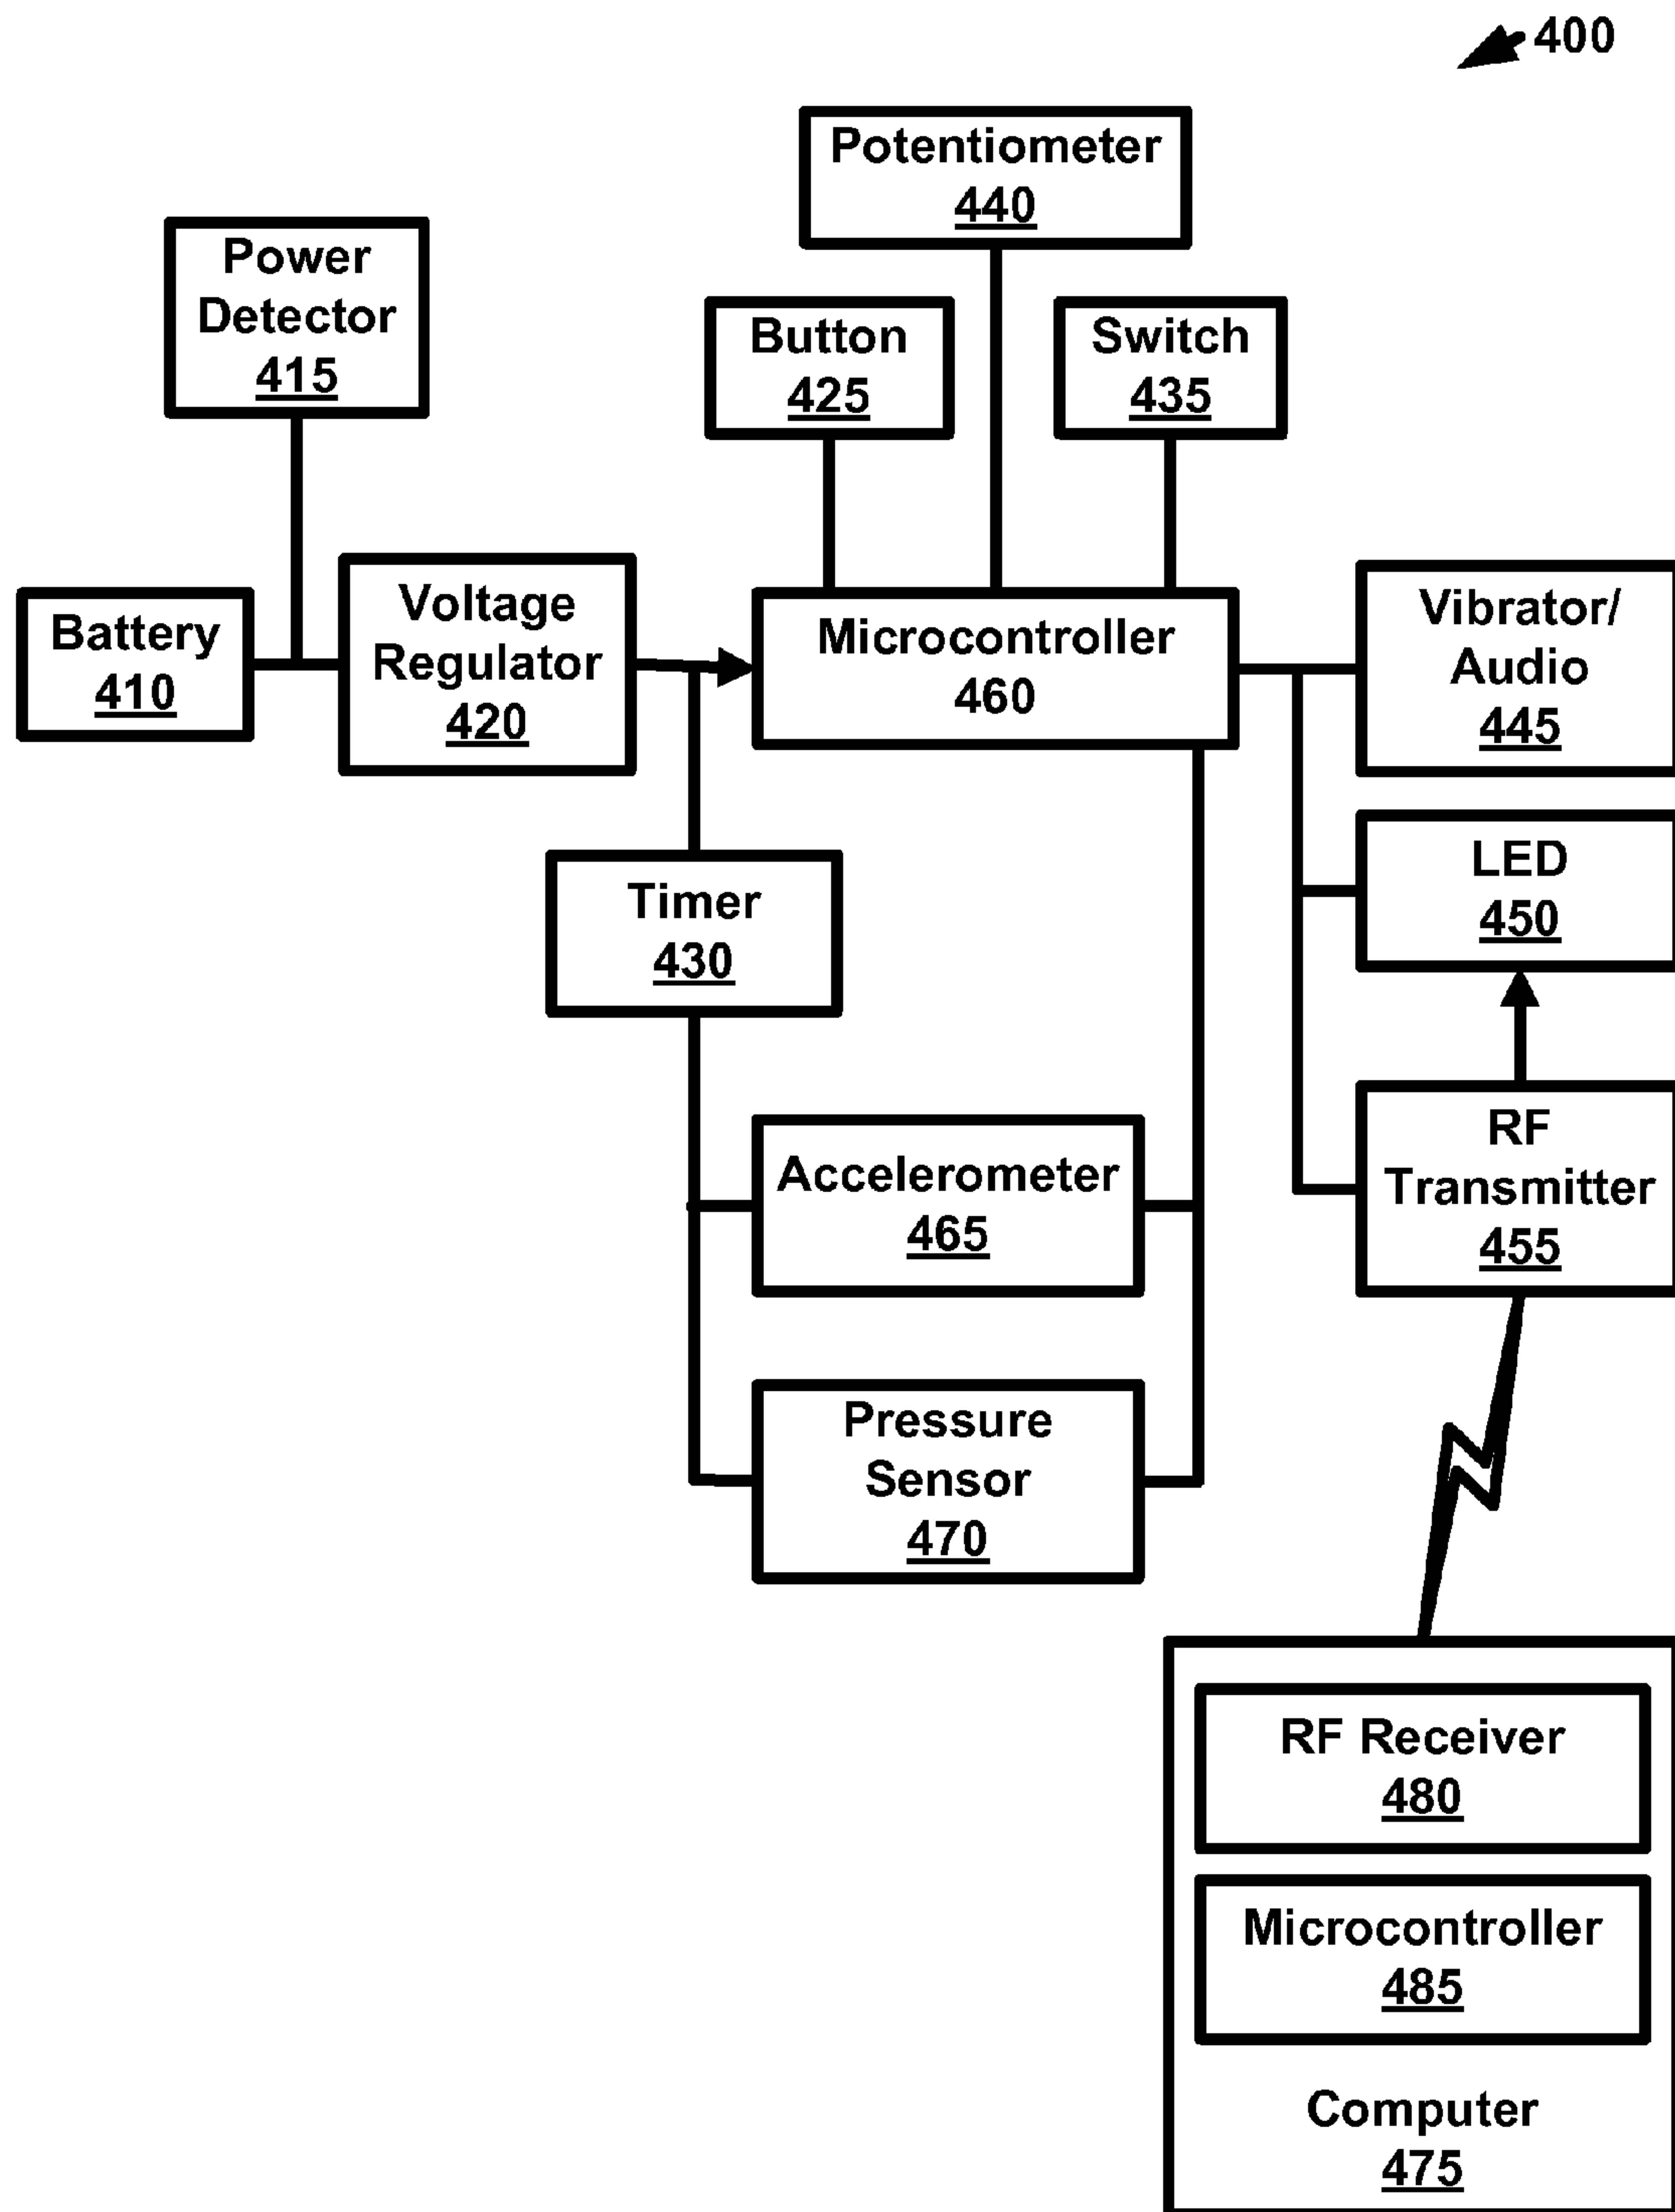 400
Potentiometer
440
Power
Detector
415
Button
425
Switch
435
Battery
410
Voltage
Regulator
420
Microcontroller
460
Vibrator/
Audio
445
LED
450
Timer
430
RF
Transmitter
455
Accelerometer
465
Pressure
Sensor
470
RF Receiver
480
Microcontroller
485
Computer
475